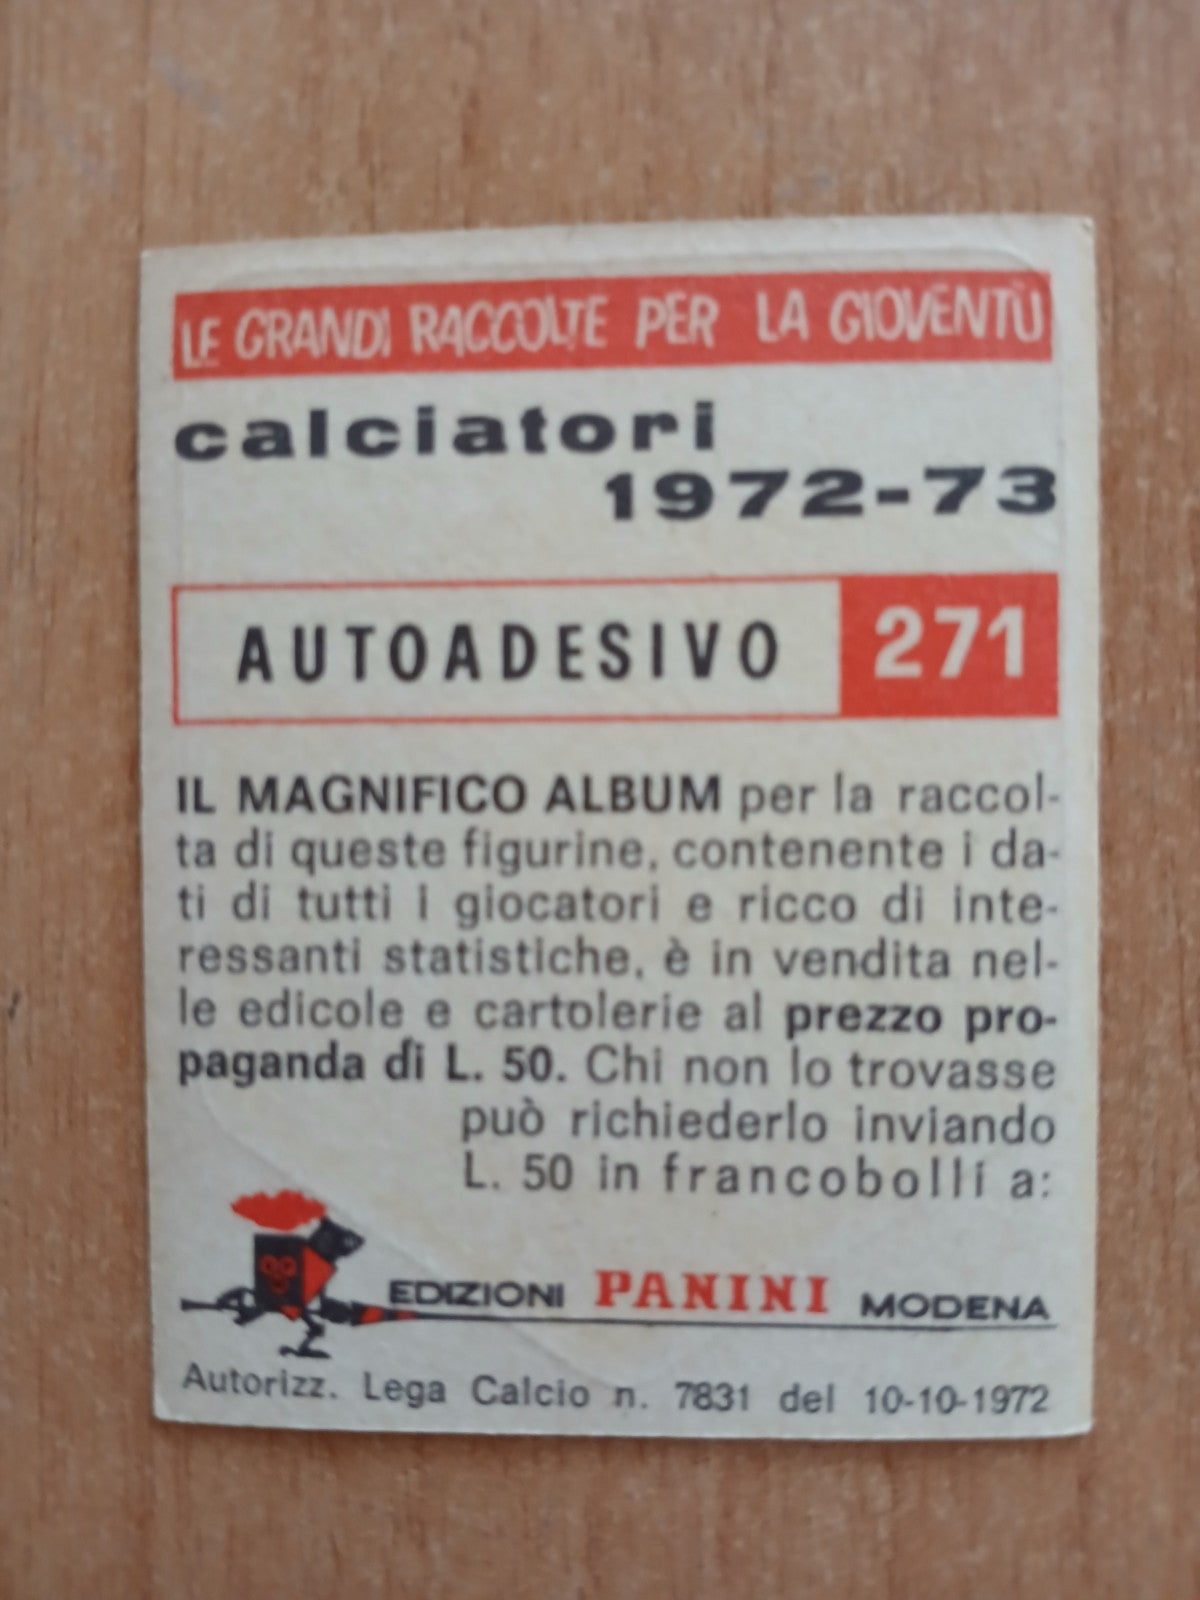 LE GRANDI RACCOLTE PER LA GIOVENTÙ
calciatori
1972-73
AUTOADESIVO 271
IL MAGNIFICO ALBUM per la raccol-
ta di queste figurine, contenente i da-
ti di tutti i giocatori e ricco di inte-
ressanti statistiche, è in vendita nel-
le edicole e cartolerie al prezzo pro-
paganda di L. 50. Chi non lo trovasse
può richiederlo inviando
L. 50 in francobolli a:
EDIZIONI PANINI MODENA
Autorizz. Lega Calcio n. 7831 del 10-10-1972